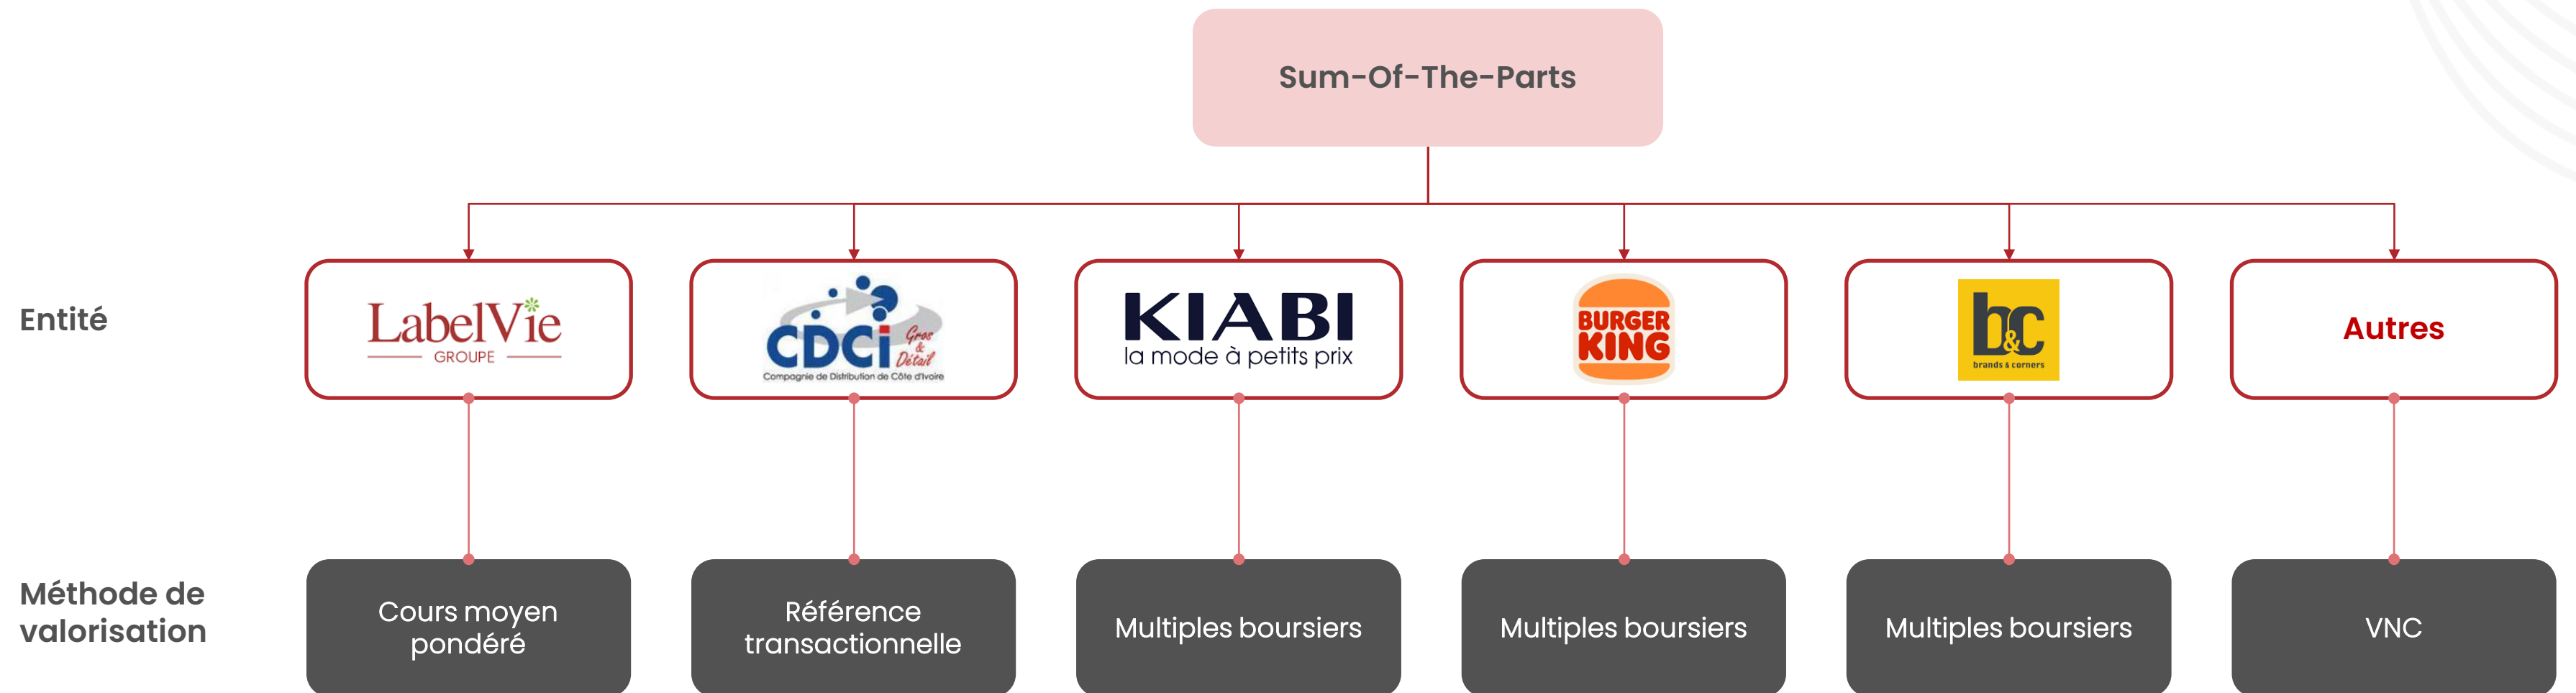 Sum-Of-The-Parts
Entité
LabelVie
GROUPE
CDCi
Gros
&
Détail
Compagnie de Distribution de Côte d'Ivoire
KIABI
la mode à petits prix
BURGER
KING
b&c
brands & corners
Autres
Méthode de
valorisation
Cours moyen
pondéré
Référence
transactionnelle
Multiples boursiers
Multiples boursiers
Multiples boursiers
VNC